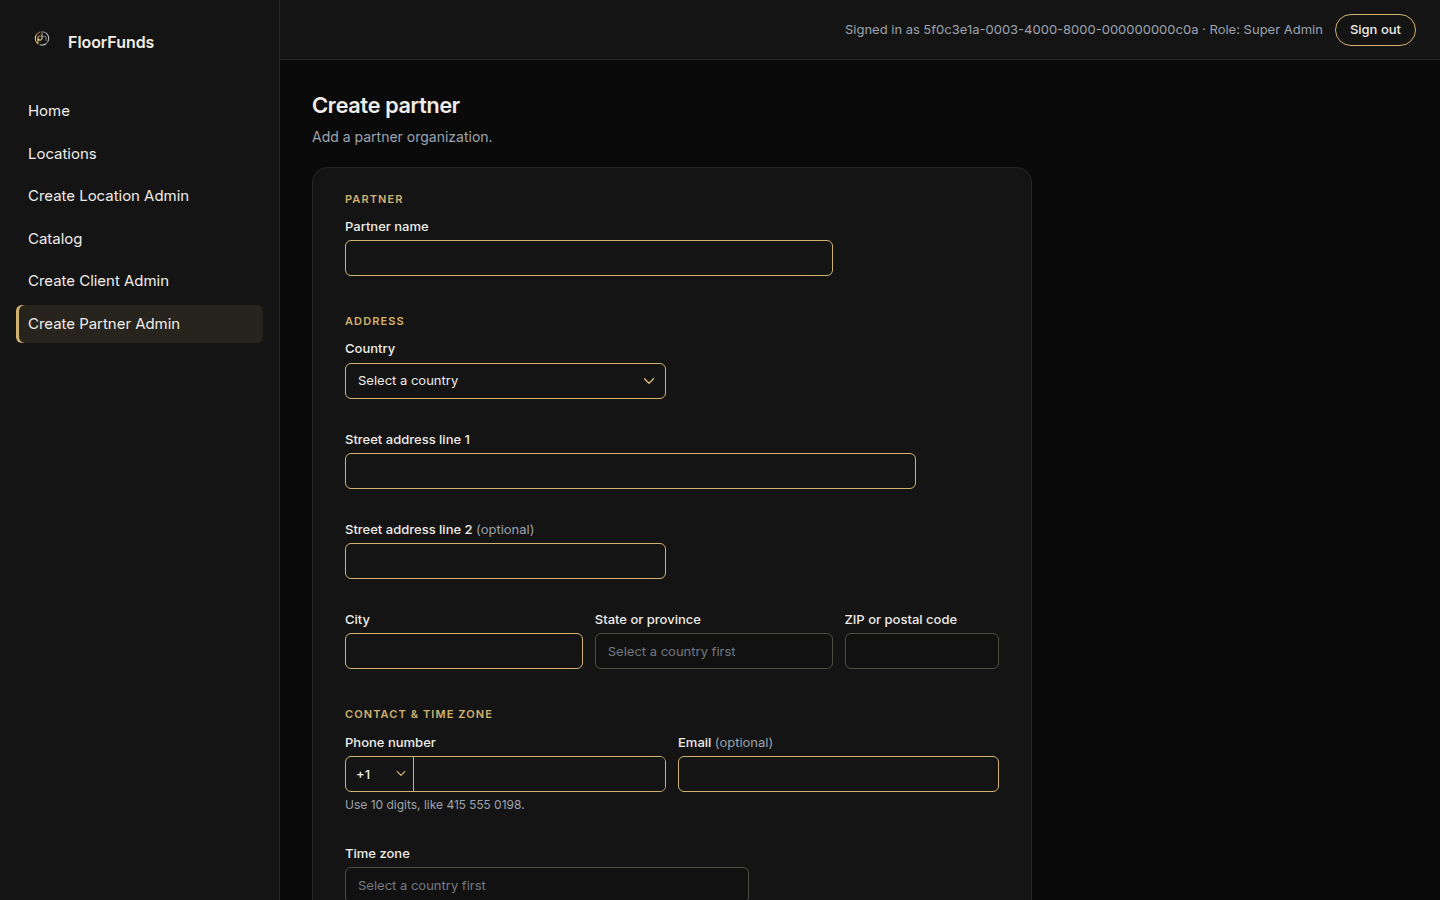 FloorFunds
Signed in as 5f0c3e1a-0003-4000-8000-000000000c0a · Role: Super Admin
Sign out
Home
Locations
Create Location Admin
Catalog
Create Client Admin
Create Partner Admin
Create partner
Add a partner organization.
PARTNER
Partner name
ADDRESS
Country
Select a country
Street address line 1
Street address line 2 (optional)
City
State or province
ZIP or postal code
Select a country first
CONTACT & TIME ZONE
Phone number
Email (optional)
+1
Use 10 digits, like 415 555 0198.
Time zone
Select a country first